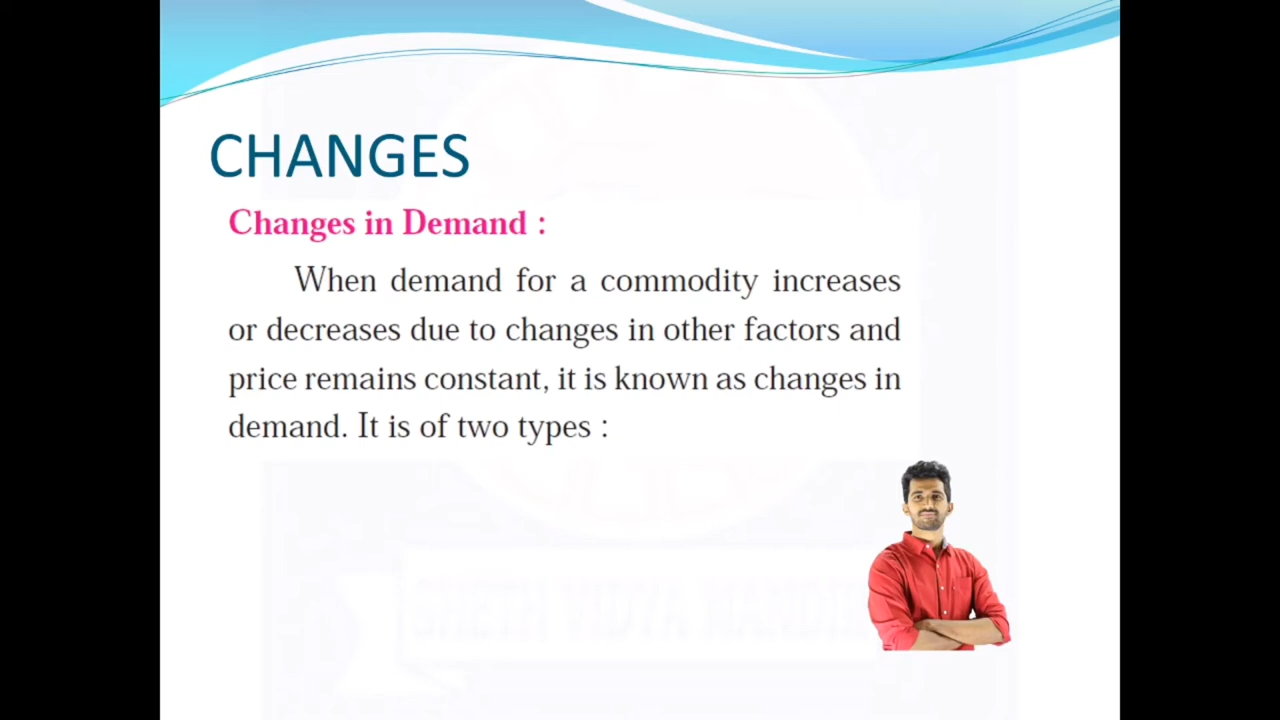 CHANGES
Changes in Demand :
When demand for a commodity increases
or decreases due to changes in other factors and
price remains constant, it is known as changes in
demand. It is of two types :
VIDYA